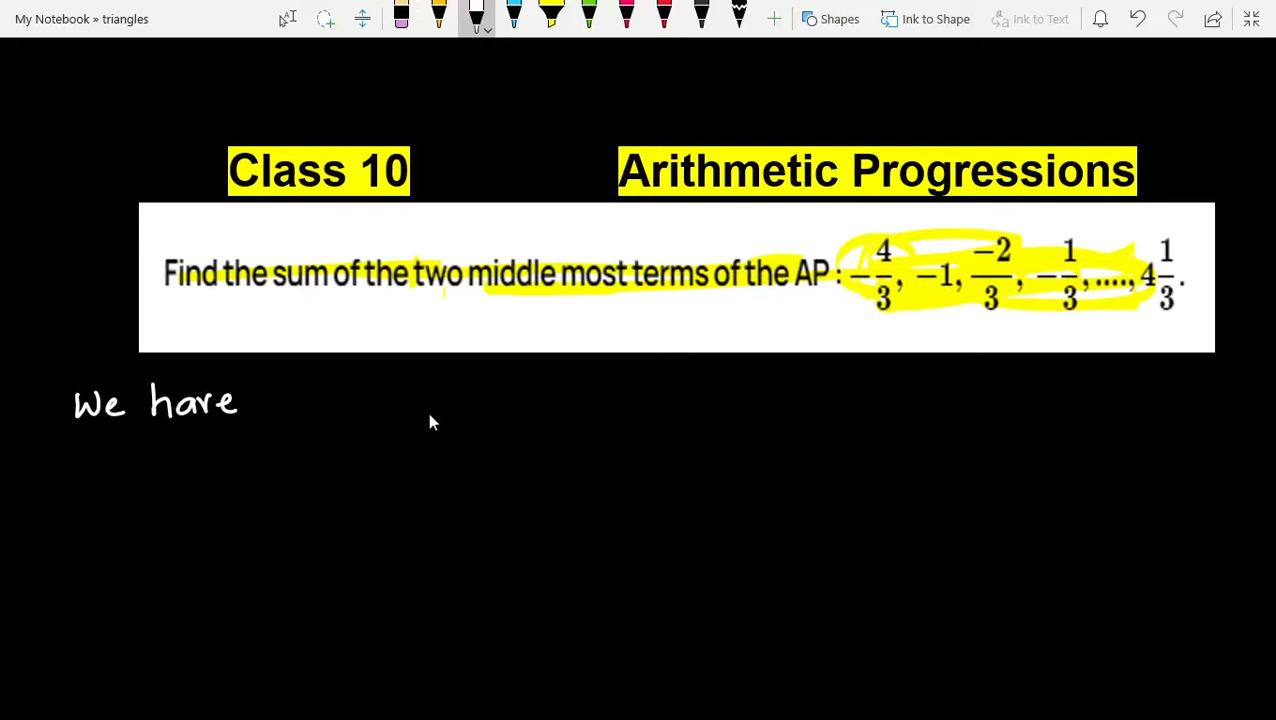 My Notebook » triangles
Shapes
Ink to Shape
Ink to Text
Class 10
Arithmetic Progressions
Find the sum of the two middle most terms of the AP : −4/3, −1, −2/3, −1/3, ...., 4 1/3.
We have